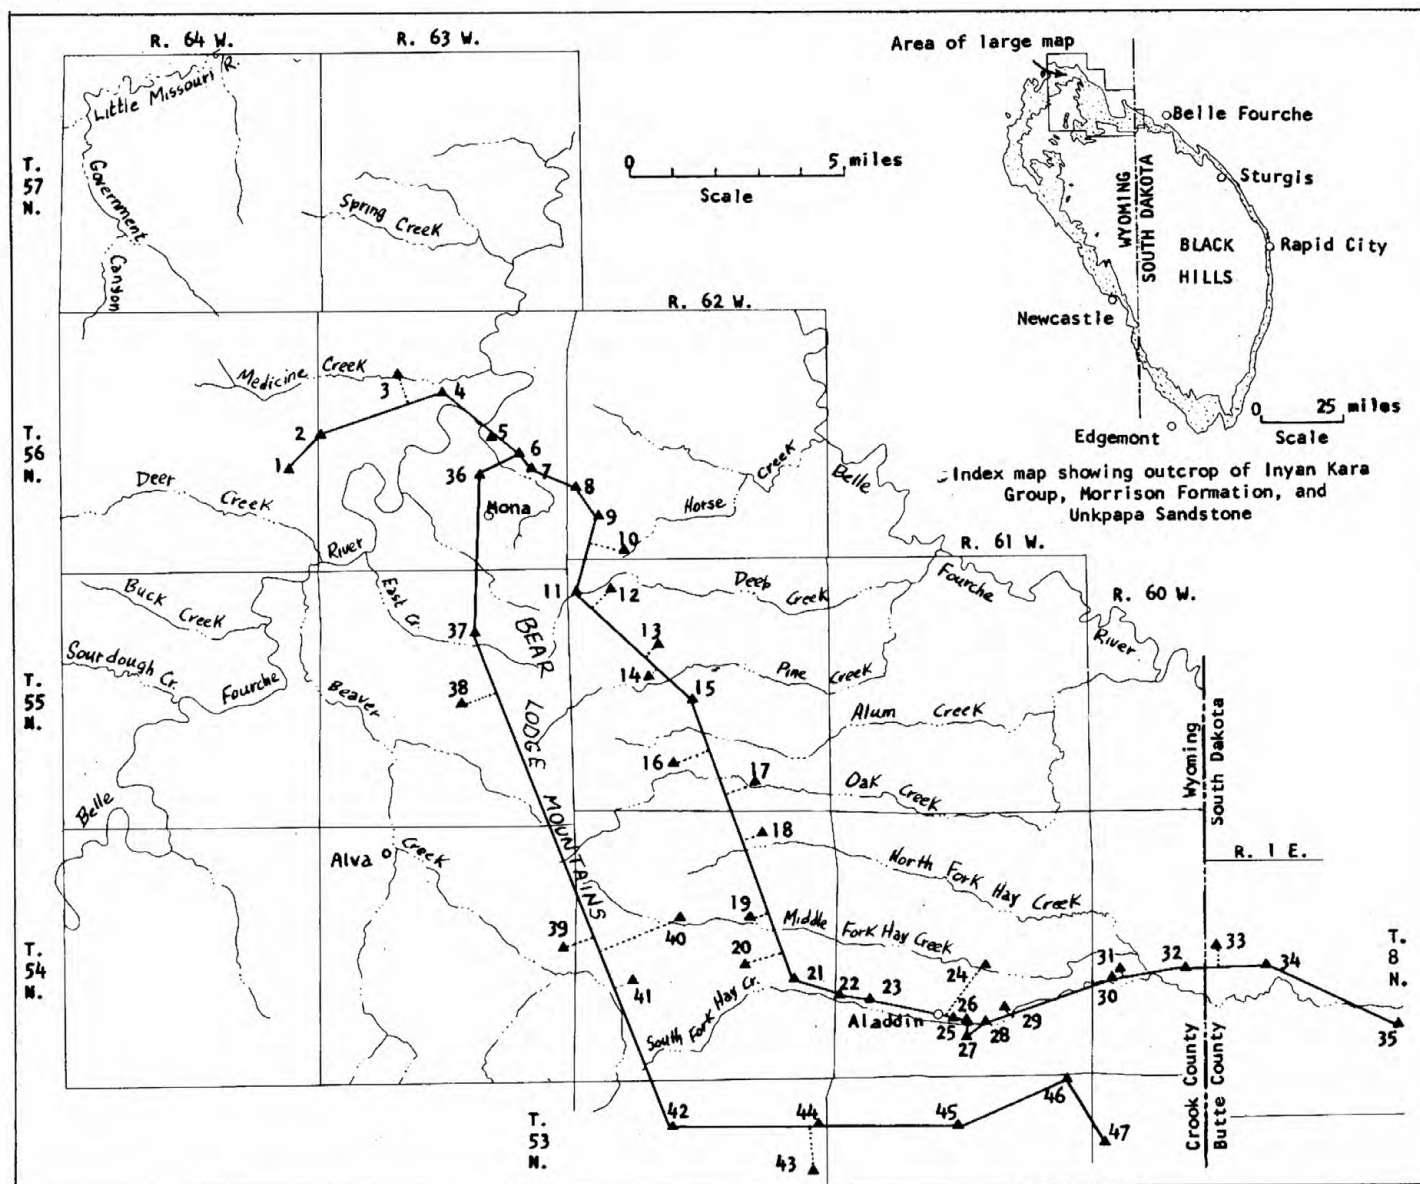 R. 64 W.
R. 63 W.
Area of large map
Little Missouri R.
Belle Fourche
T.
57
N.
0 5 miles
Scale
Sturgis
Government
Canyon
Spring Creek
WYOMING
SOUTH DAKOTA
BLACK
HILLS
Rapid City
R. 62 W.
Newcastle
Medicine Creek
3
4
0 25 miles
Scale
Edgemont
T.
56
N.
2
5
6
1
36
7
8
Index map showing outcrop of Inyan Kara
Group, Morrison Formation, and
Unkpapa Sandstone
Deer
Creek
Mona
9
Horse
Creek
Belle
10
River
R. 61 W.
Buck Creek
East Cr.
11
12
Deep
Creek
Fourche
R. 60 W.
37
BEAR
13
River
Sourdough Cr.
T.
55
N.
Fourche
Beaver
38
LODGE
14
15
Pine Creek
Alum Creek
16
17
Oak
Creek
Wyoming
South Dakota
Belle
MOUNTAINS
18
Alva
Creek
North Fork Hay Creek
R. 1 E.
39
40
19
Middle Fork Hay Creek
20
24
31
32
33
34
T.
54
N.
T.
8
N.
41
21
22
23
30
South Fork Hay Cr.
Aladdin
25
26
27
28
29
35
T.
53
N.
42
44
45
46
47
43
Crook County
Butte County